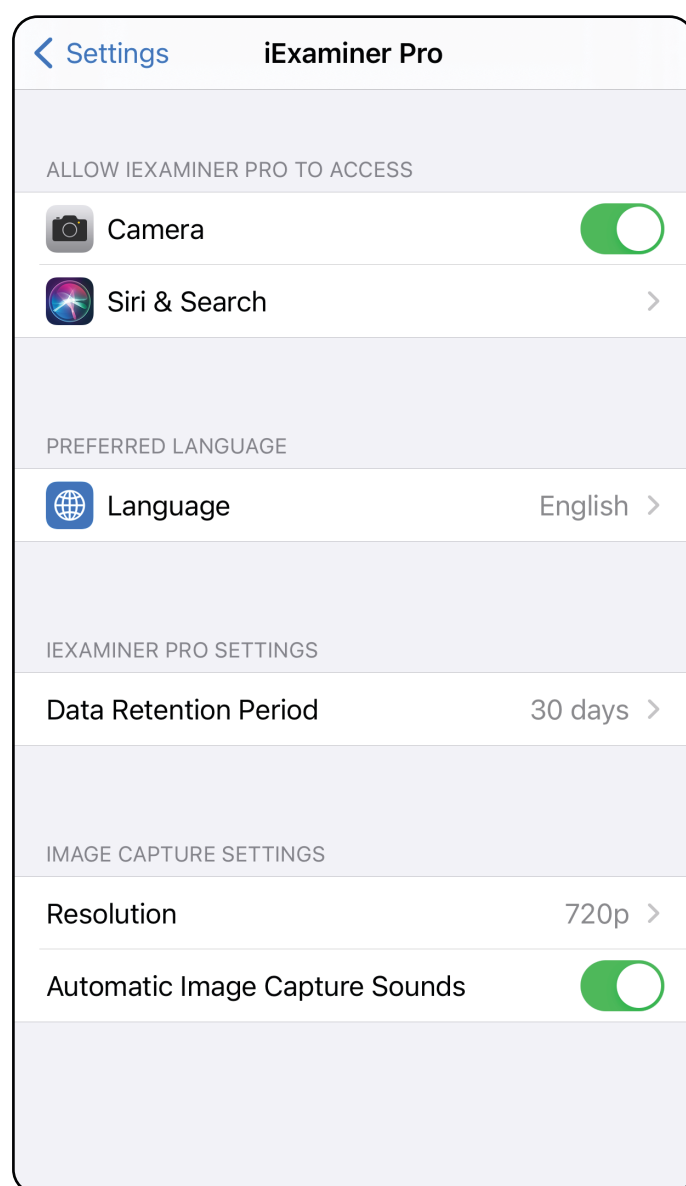 Settings iExaminer Pro
ALLOW IEXAMINER PRO TO ACCESS
Camera
Siri & Search
PREFERRED LANGUAGE
Language English
IEXAMINER PRO SETTINGS
Data Retention Period 30 days
IMAGE CAPTURE SETTINGS
Resolution 720p
Automatic Image Capture Sounds